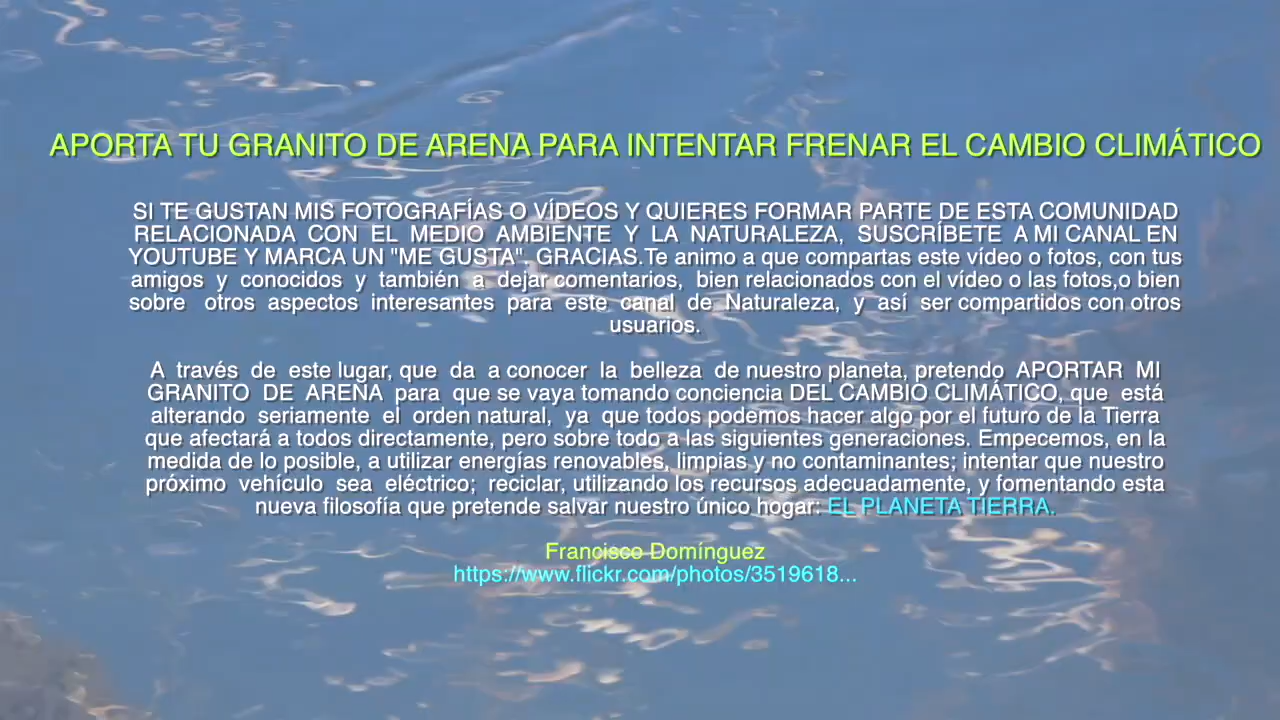 APORTA TU GRANITO DE ARENA PARA INTENTAR FRENAR EL CAMBIO CLIMÁTICO
SI TE GUSTAN MIS FOTOGRAFÍAS O VÍDEOS Y QUIERES FORMAR PARTE DE ESTA COMUNIDAD
RELACIONADA CON EL MEDIO AMBIENTE Y LA NATURALEZA, SUSCRÍBETE A MI CANAL EN
YOUTUBE Y MARCA UN "ME GUSTA". GRACIAS.Te animo a que compartas este vídeo o fotos, con tus
amigos y conocidos y también a dejar comentarios, bien relacionados con el vídeo o las fotos,o bien
sobre otros aspectos interesantes para este canal de Naturaleza, y así ser compartidos con otros
usuarios.
A través de este lugar, que da a conocer la belleza de nuestro planeta, pretendo APORTAR MI
GRANITO DE ARENA para que se vaya tomando conciencia DEL CAMBIO CLIMÁTICO, que está
alterando seriamente el orden natural, ya que todos podemos hacer algo por el futuro de la Tierra
que afectará a todos directamente, pero sobre todo a las siguientes generaciones. Empecemos, en la
medida de lo posible, a utilizar energías renovables, limpias y no contaminantes; intentar que nuestro
próximo vehículo sea eléctrico; reciclar, utilizando los recursos adecuadamente, y fomentando esta
nueva filosofía que pretende salvar nuestro único hogar: EL PLANETA TIERRA.
Francisco Domínguez
https://www.flickr.com/photos/3519618...